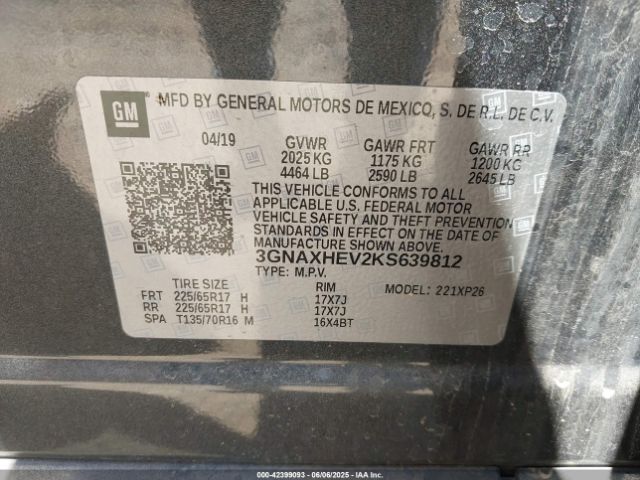 GM MFD BY GENERAL MOTORS DE MEXICO, S. DE R.L. DE C.V.
04/19 GVWR GAWR FRT GAWR RR
2025 KG 1175 KG 1200 KG
4464 LB 2590 LB 2645 LB
THIS VEHICLE CONFORMS TO ALL
APPLICABLE U.S. FEDERAL MOTOR
VEHICLE SAFETY AND THEFT PREVENTION
STANDARDS IN EFFECT ON THE DATE OF
MANUFACTURE SHOWN ABOVE.
3GNAXHEV2KS639812
TYPE: M.P.V. MODEL: 221XP26
TIRE SIZE RIM
FRT 225/65R17 H 17X7J
RR 225/65R17 H 17X7J
SPA T135/70R16 M 16X4BT
000-42399093 - 06/06/2025 - IAA Inc.